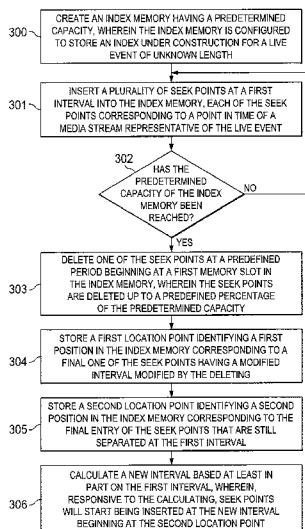 300
CREATE AN INDEX MEMORY HAVING A PREDETERMINED
CAPACITY, WHEREIN THE INDEX MEMORY IS CONFIGURED
TO STORE AN INDEX UNDER CONSTRUCTION FOR A LIVE
EVENT OF UNKNOWN LENGTH
301
INSERT A PLURALITY OF SEEK POINTS AT A FIRST
INTERVAL INTO THE INDEX MEMORY, EACH OF THE SEEK
POINTS CORRESPONDING TO A POINT IN TIME OF A
MEDIA STREAM REPRESENTATIVE OF THE LIVE EVENT
302
HAS THE
PREDETERMINED
CAPACITY OF THE INDEX
MEMORY BEEN
REACHED?
NO
YES
303
DELETE ONE OF THE SEEK POINTS AT A PREDEFINED
PERIOD BEGINNING AT A FIRST MEMORY SLOT IN
THE INDEX MEMORY, WHEREIN THE SEEK POINTS
ARE DELETED UP TO A PREDEFINED PERCENTAGE
OF THE PREDETERMINED CAPACITY
304
STORE A FIRST LOCATION POINT IDENTIFYING A FIRST
POSITION IN THE INDEX MEMORY CORRESPONDING TO A
FINAL ONE OF THE SEEK POINTS HAVING A MODIFIED
INTERVAL MODIFIED BY THE DELETING
305
STORE A SECOND LOCATION POINT IDENTIFYING A SECOND
POSITION IN THE INDEX MEMORY CORRESPONDING TO THE
FINAL ENTRY OF THE SEEK POINTS THAT ARE STILL
SEPARATED AT THE FIRST INTERVAL
306
CALCULATE A NEW INTERVAL BASED AT LEAST IN
PART ON THE FIRST INTERVAL, WHEREIN,
RESPONSIVE TO THE CALCULATING, SEEK POINTS
WILL START BEING INSERTED AT THE NEW INTERVAL
BEGINNING AT THE SECOND LOCATION POINT